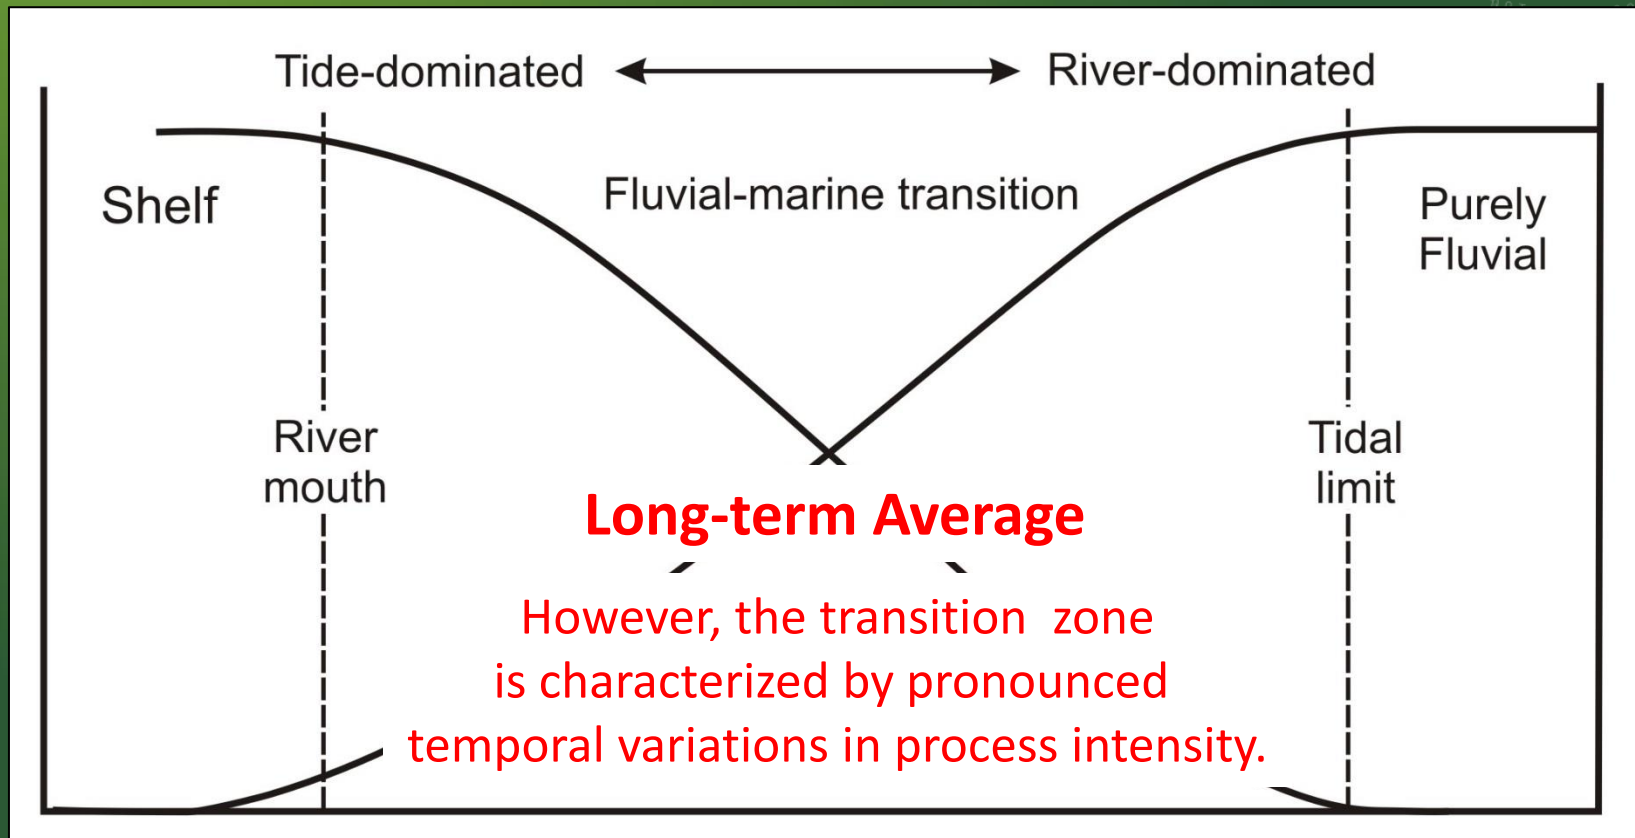 Tide-dominated
River-dominated
Shelf
Fluvial-marine transition
Purely
Fluvial
River
mouth
Tidal
limit
Long-term Average
However, the transition zone
is characterized by pronounced
temporal variations in process intensity.